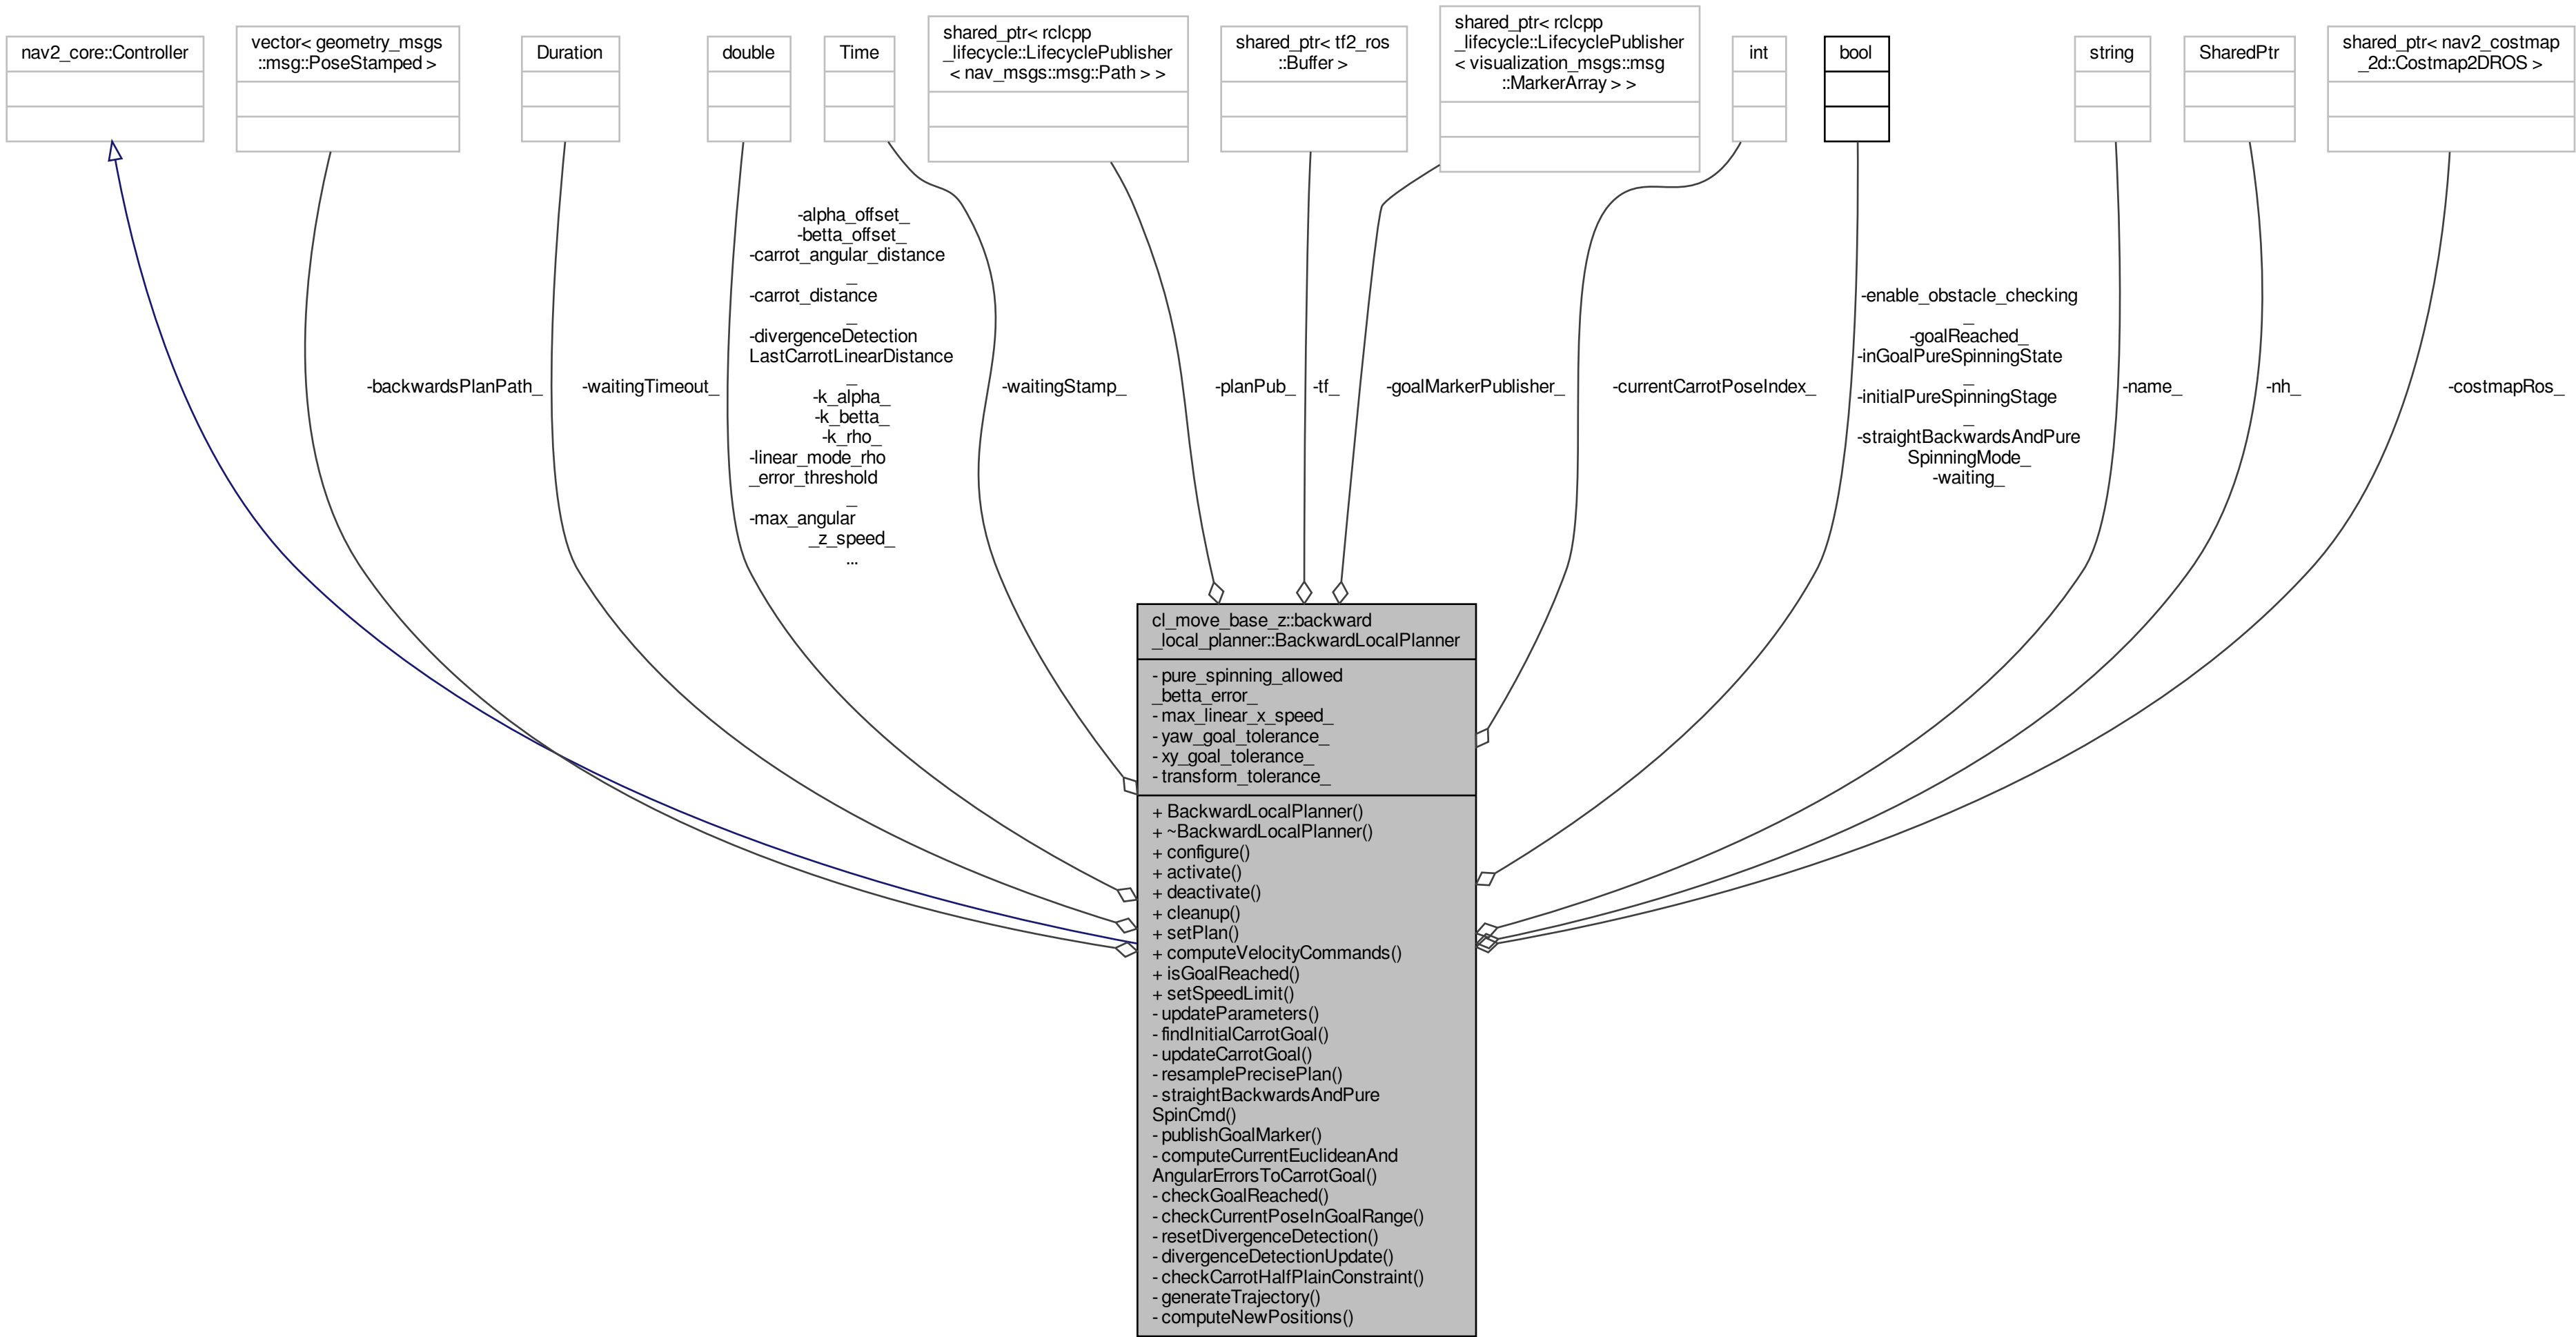 nav2_core::Controller
vector< geometry_msgs
::msg::PoseStamped >
Duration
double
Time
shared_ptr< rclcpp
_lifecycle::LifecyclePublisher
< nav_msgs::msg::Path > >
shared_ptr< tf2_ros
::Buffer >
shared_ptr< rclcpp
_lifecycle::LifecyclePublisher
< visualization_msgs::msg
::MarkerArray > >
int
bool
string
SharedPtr
shared_ptr< nav2_costmap
_2d::Costmap2DROS >
-backwardsPlanPath_
-waitingTimeout_
-alpha_offset_
-betta_offset_
-carrot_angular_distance
_
-carrot_distance
_
-divergenceDetection
LastCarrotLinearDistance
_
-k_alpha_
-k_betta_
-k_rho_
-linear_mode_rho
_error_threshold
_
-max_angular
_z_speed_
...
-waitingStamp_
-planPub_
-tf_
-goalMarkerPublisher_
-currentCarrotPoseIndex_
-enable_obstacle_checking
_
-goalReached_
-inGoalPureSpinningState
_
-initialPureSpinningStage
_
-straightBackwardsAndPure
SpinningMode_
-waiting_
-name_
-nh_
-costmapRos_
cl_move_base_z::backward
_local_planner::BackwardLocalPlanner
- pure_spinning_allowed
_betta_error_
- max_linear_x_speed_
- yaw_goal_tolerance_
- xy_goal_tolerance_
- transform_tolerance_
+ BackwardLocalPlanner()
+ ~BackwardLocalPlanner()
+ configure()
+ activate()
+ deactivate()
+ cleanup()
+ setPlan()
+ computeVelocityCommands()
+ isGoalReached()
+ setSpeedLimit()
- updateParameters()
- findInitialCarrotGoal()
- updateCarrotGoal()
- resamplePrecisePlan()
- straightBackwardsAndPure
SpinCmd()
- publishGoalMarker()
- computeCurrentEuclideanAnd
AngularErrorsToCarrotGoal()
- checkGoalReached()
- checkCurrentPoseInGoalRange()
- resetDivergenceDetection()
- divergenceDetectionUpdate()
- checkCarrotHalfPlainConstraint()
- generateTrajectory()
- computeNewPositions()